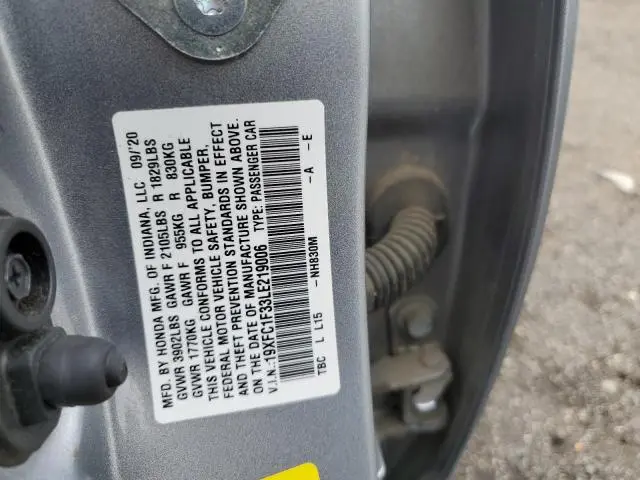 MFD. BY HONDA MFG. OF INDIANA, LLC 09/'20
GVWR 3902LBS GAWR F 2105LBS R 1829LBS
GVWR 1770KG GAWR F 955KG R 830KG
THIS VEHICLE CONFORMS TO ALL APPLICABLE
FEDERAL MOTOR VEHICLE SAFETY, BUMPER,
AND THEFT PREVENTION STANDARDS IN EFFECT
ON THE DATE OF MANUFACTURE SHOWN ABOVE.
V.I.N.:19XFC1F33LE219006 TYPE: PASSENGER CAR
-NH830M -A -E
TBC L L15